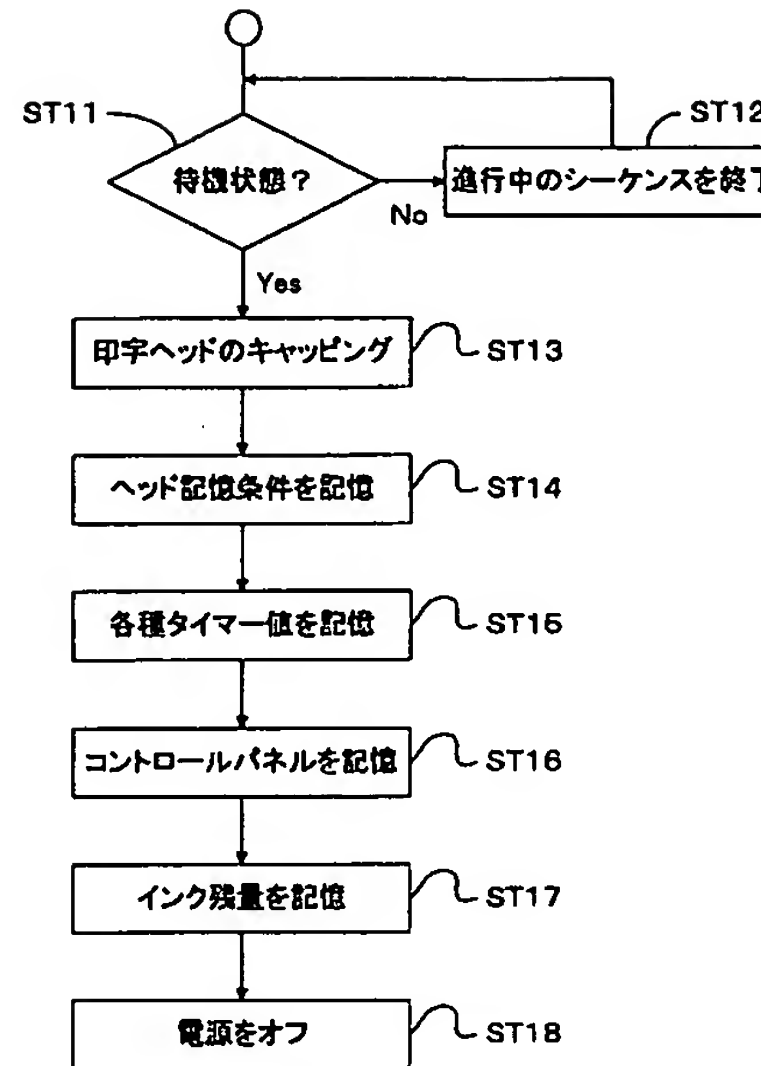 ST11
ST12
待機状態？
進行中のシーケンスを終了
No
Yes
印字ヘッドのキャッピング
ST13
ヘッド記憶条件を記憶
ST14
各種タイマー値を記憶
ST15
コントロールパネルを記憶
ST16
インク残量を記憶
ST17
電源をオフ
ST18